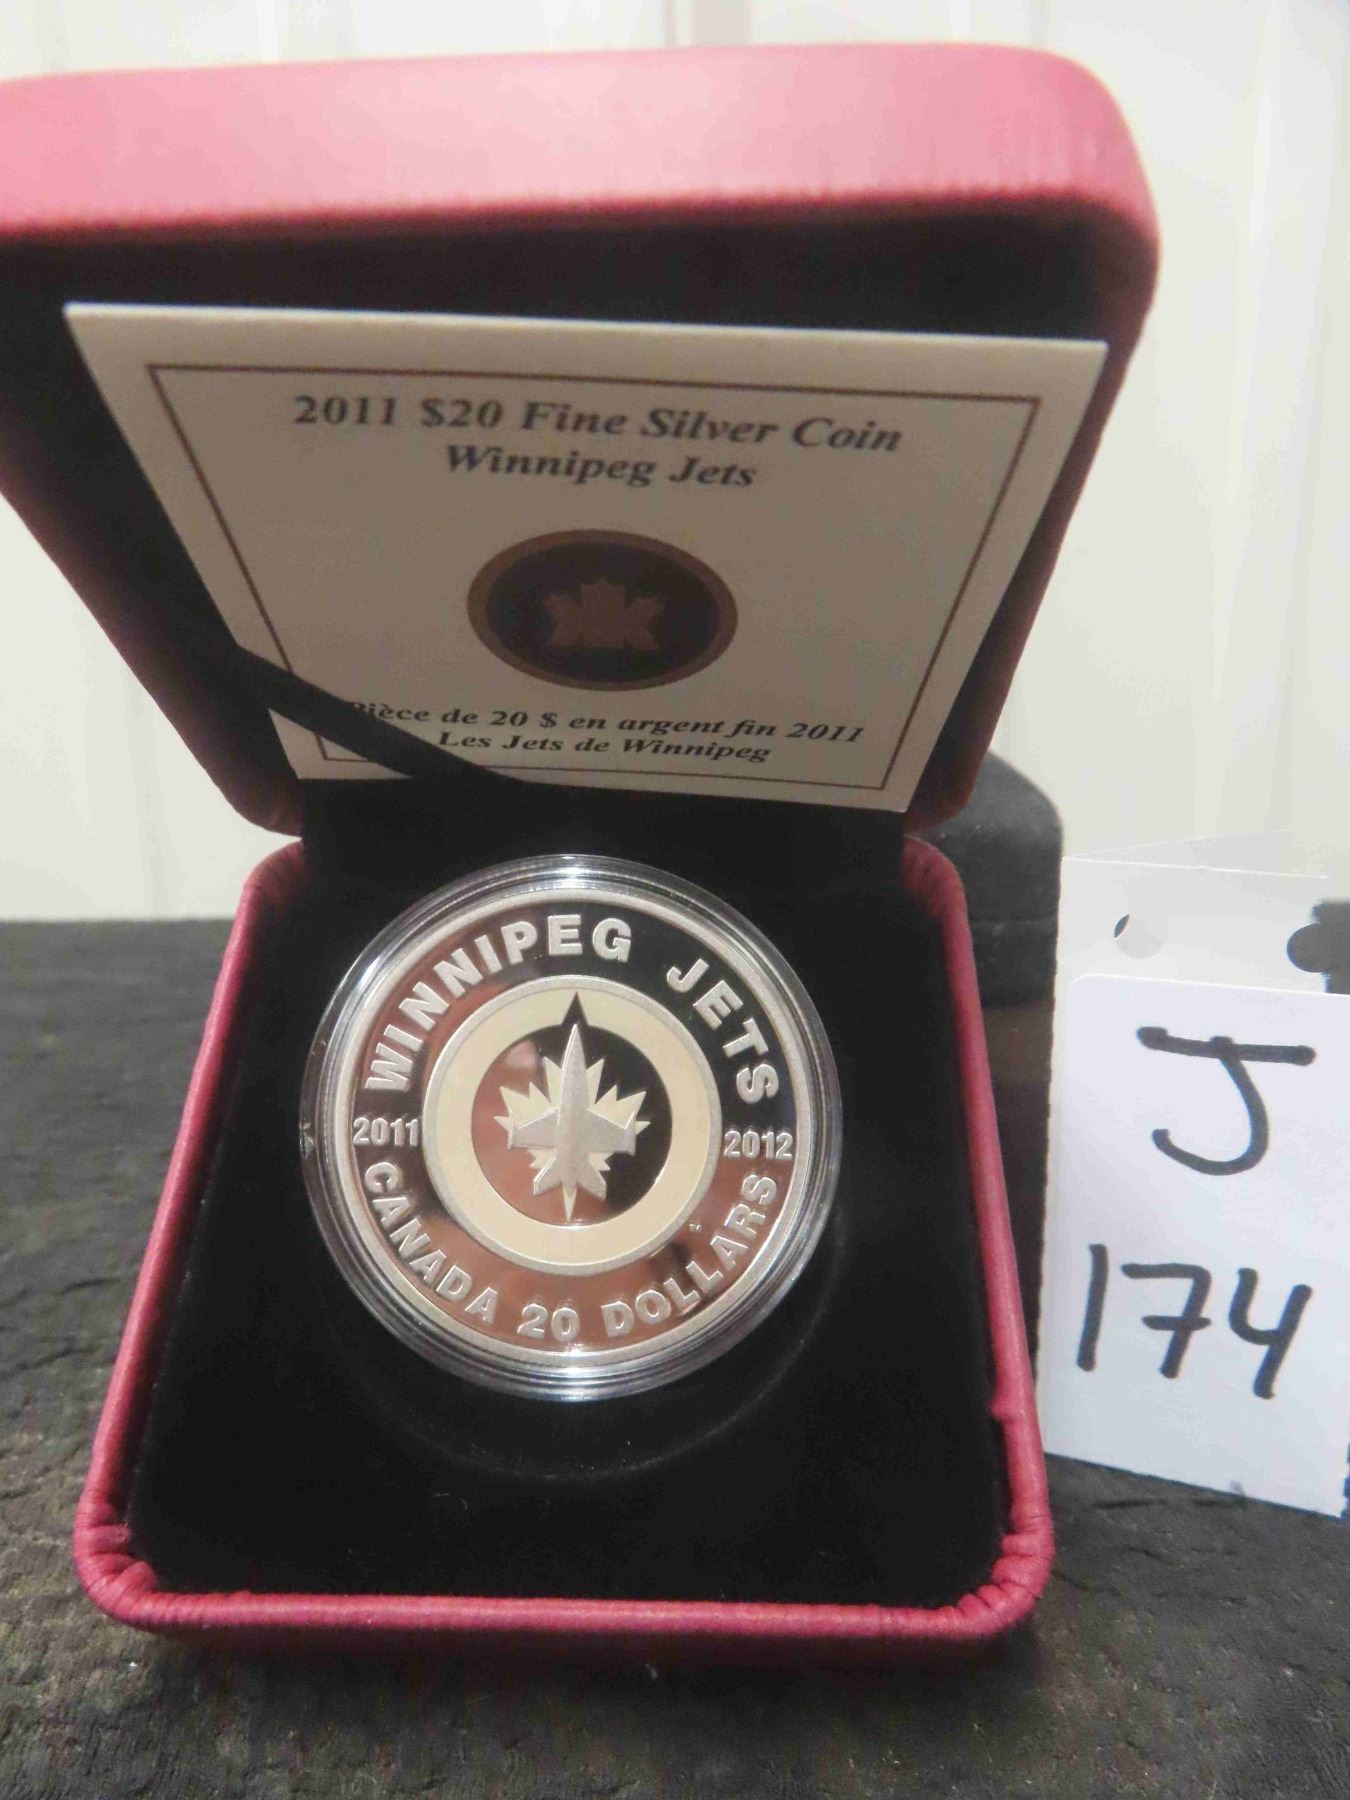 2011 $20 Fine Silver Coin
Winnipeg Jets
Pièce de 20 $ en argent fin 2011
Les Jets de Winnipeg
WINNIPEG JETS
2011 2012
CANADA 20 DOLLARS
J
174